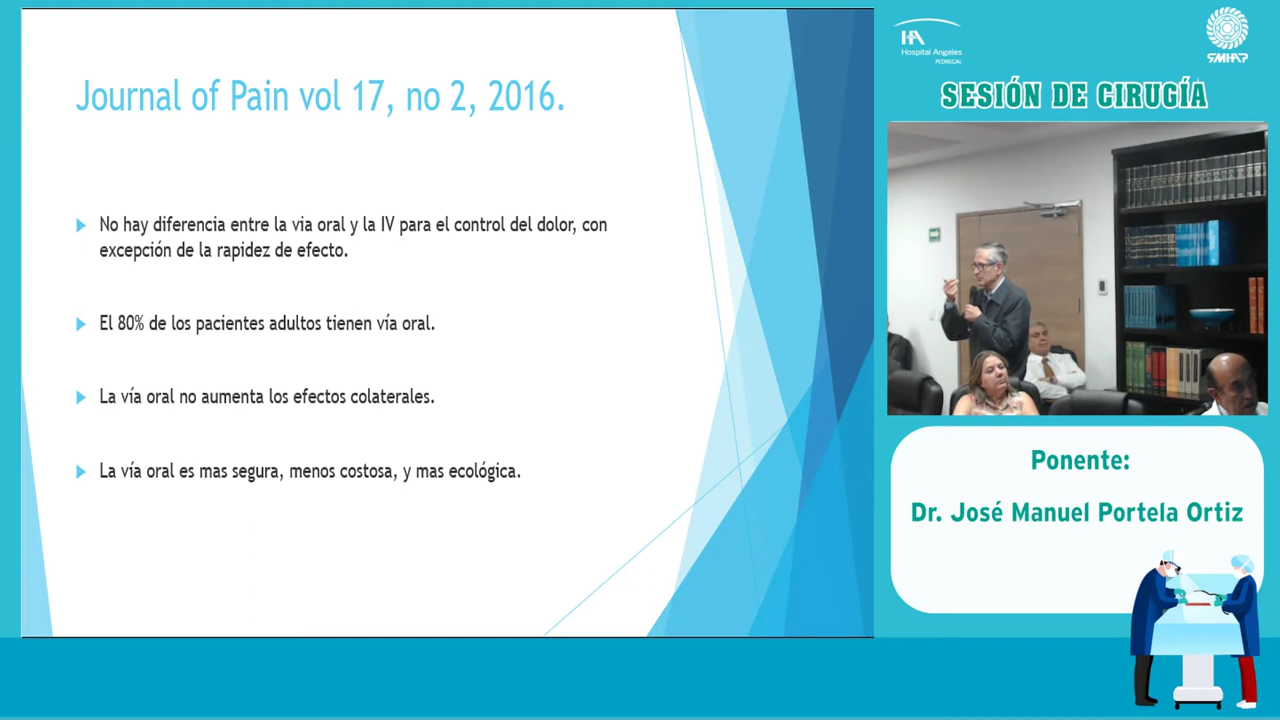 Journal of Pain vol 17, no 2, 2016.
No hay diferencia entre la via oral y la IV para el control del dolor, con
excepción de la rapidez de efecto.
El 80% de los pacientes adultos tienen vía oral.
La vía oral no aumenta los efectos colaterales.
La vía oral es mas segura, menos costosa, y mas ecológica.
HA
Hospital Angeles
PEDREGAL
SMHAP
SESIÓN DE CIRUGÍA
Ponente:
Dr. José Manuel Portela Ortiz